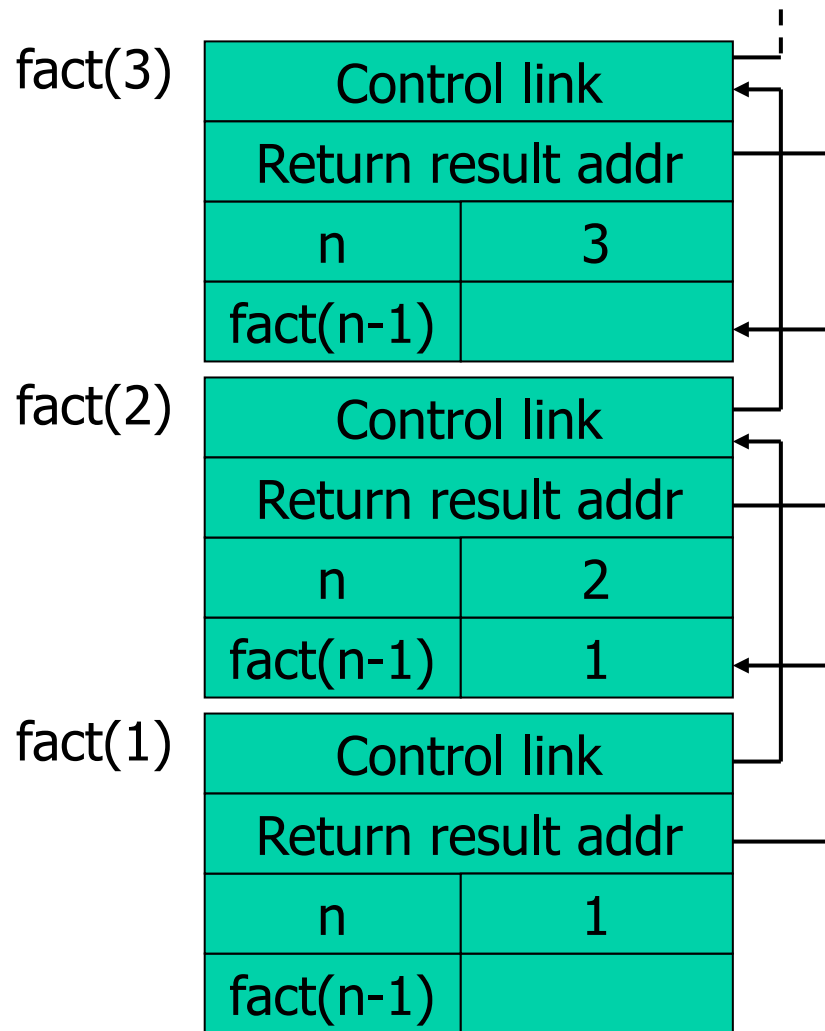 fact(3)
Control link
Return result addr
n 3
fact(n-1)
fact(2)
Control link
Return result addr
n 2
fact(n-1) 1
fact(1)
Control link
Return result addr
n 1
fact(n-1)